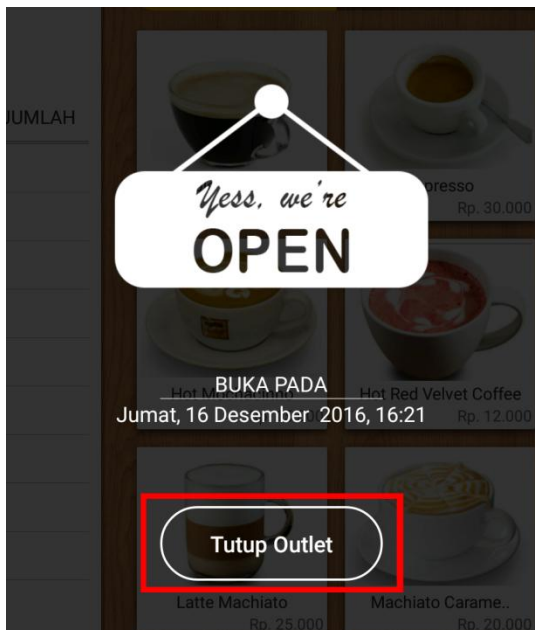 JUMLAH
presso
Rp. 30,000
Yess, we're
OPEN
Hot Red Velvet Coffee
Rp. 12.000
BUKA PADA
Jumat, 16 Desember 2016, 16:21
Tutup Outlet
Latte Machiato
Rp. 25.000
Machiato Carame..
Rp. 20.000